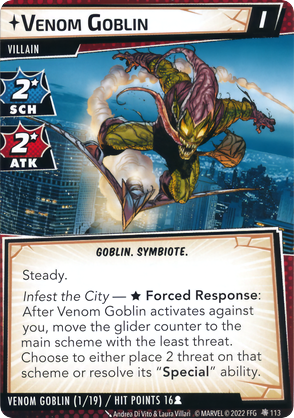 VENOM GOBLIN
I
VILLAIN
2★
SCH
2★
ATK
GOBLIN. SYMBIOTE.
Steady.
Infest the City — ★ Forced Response:
After Venom Goblin activates against
you, move the glider counter to the
main scheme with the least threat.
Choose to either place 2 threat on that
scheme or resolve its "Special" ability.
VENOM GOBLIN (1/19) / HIT POINTS 16
Andrea Di Vito & Laura Villari © MARVEL © 2022 FFG 113